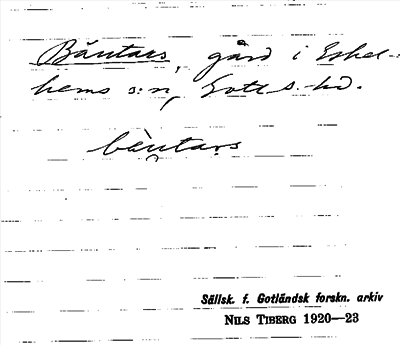 Bäntars, gård i Eskel-
hems s:n, Gotl. s. hd.
bäntars
Sällsk. f. Gotländsk forskn. arkiv
NILS TIBERG 1920—23